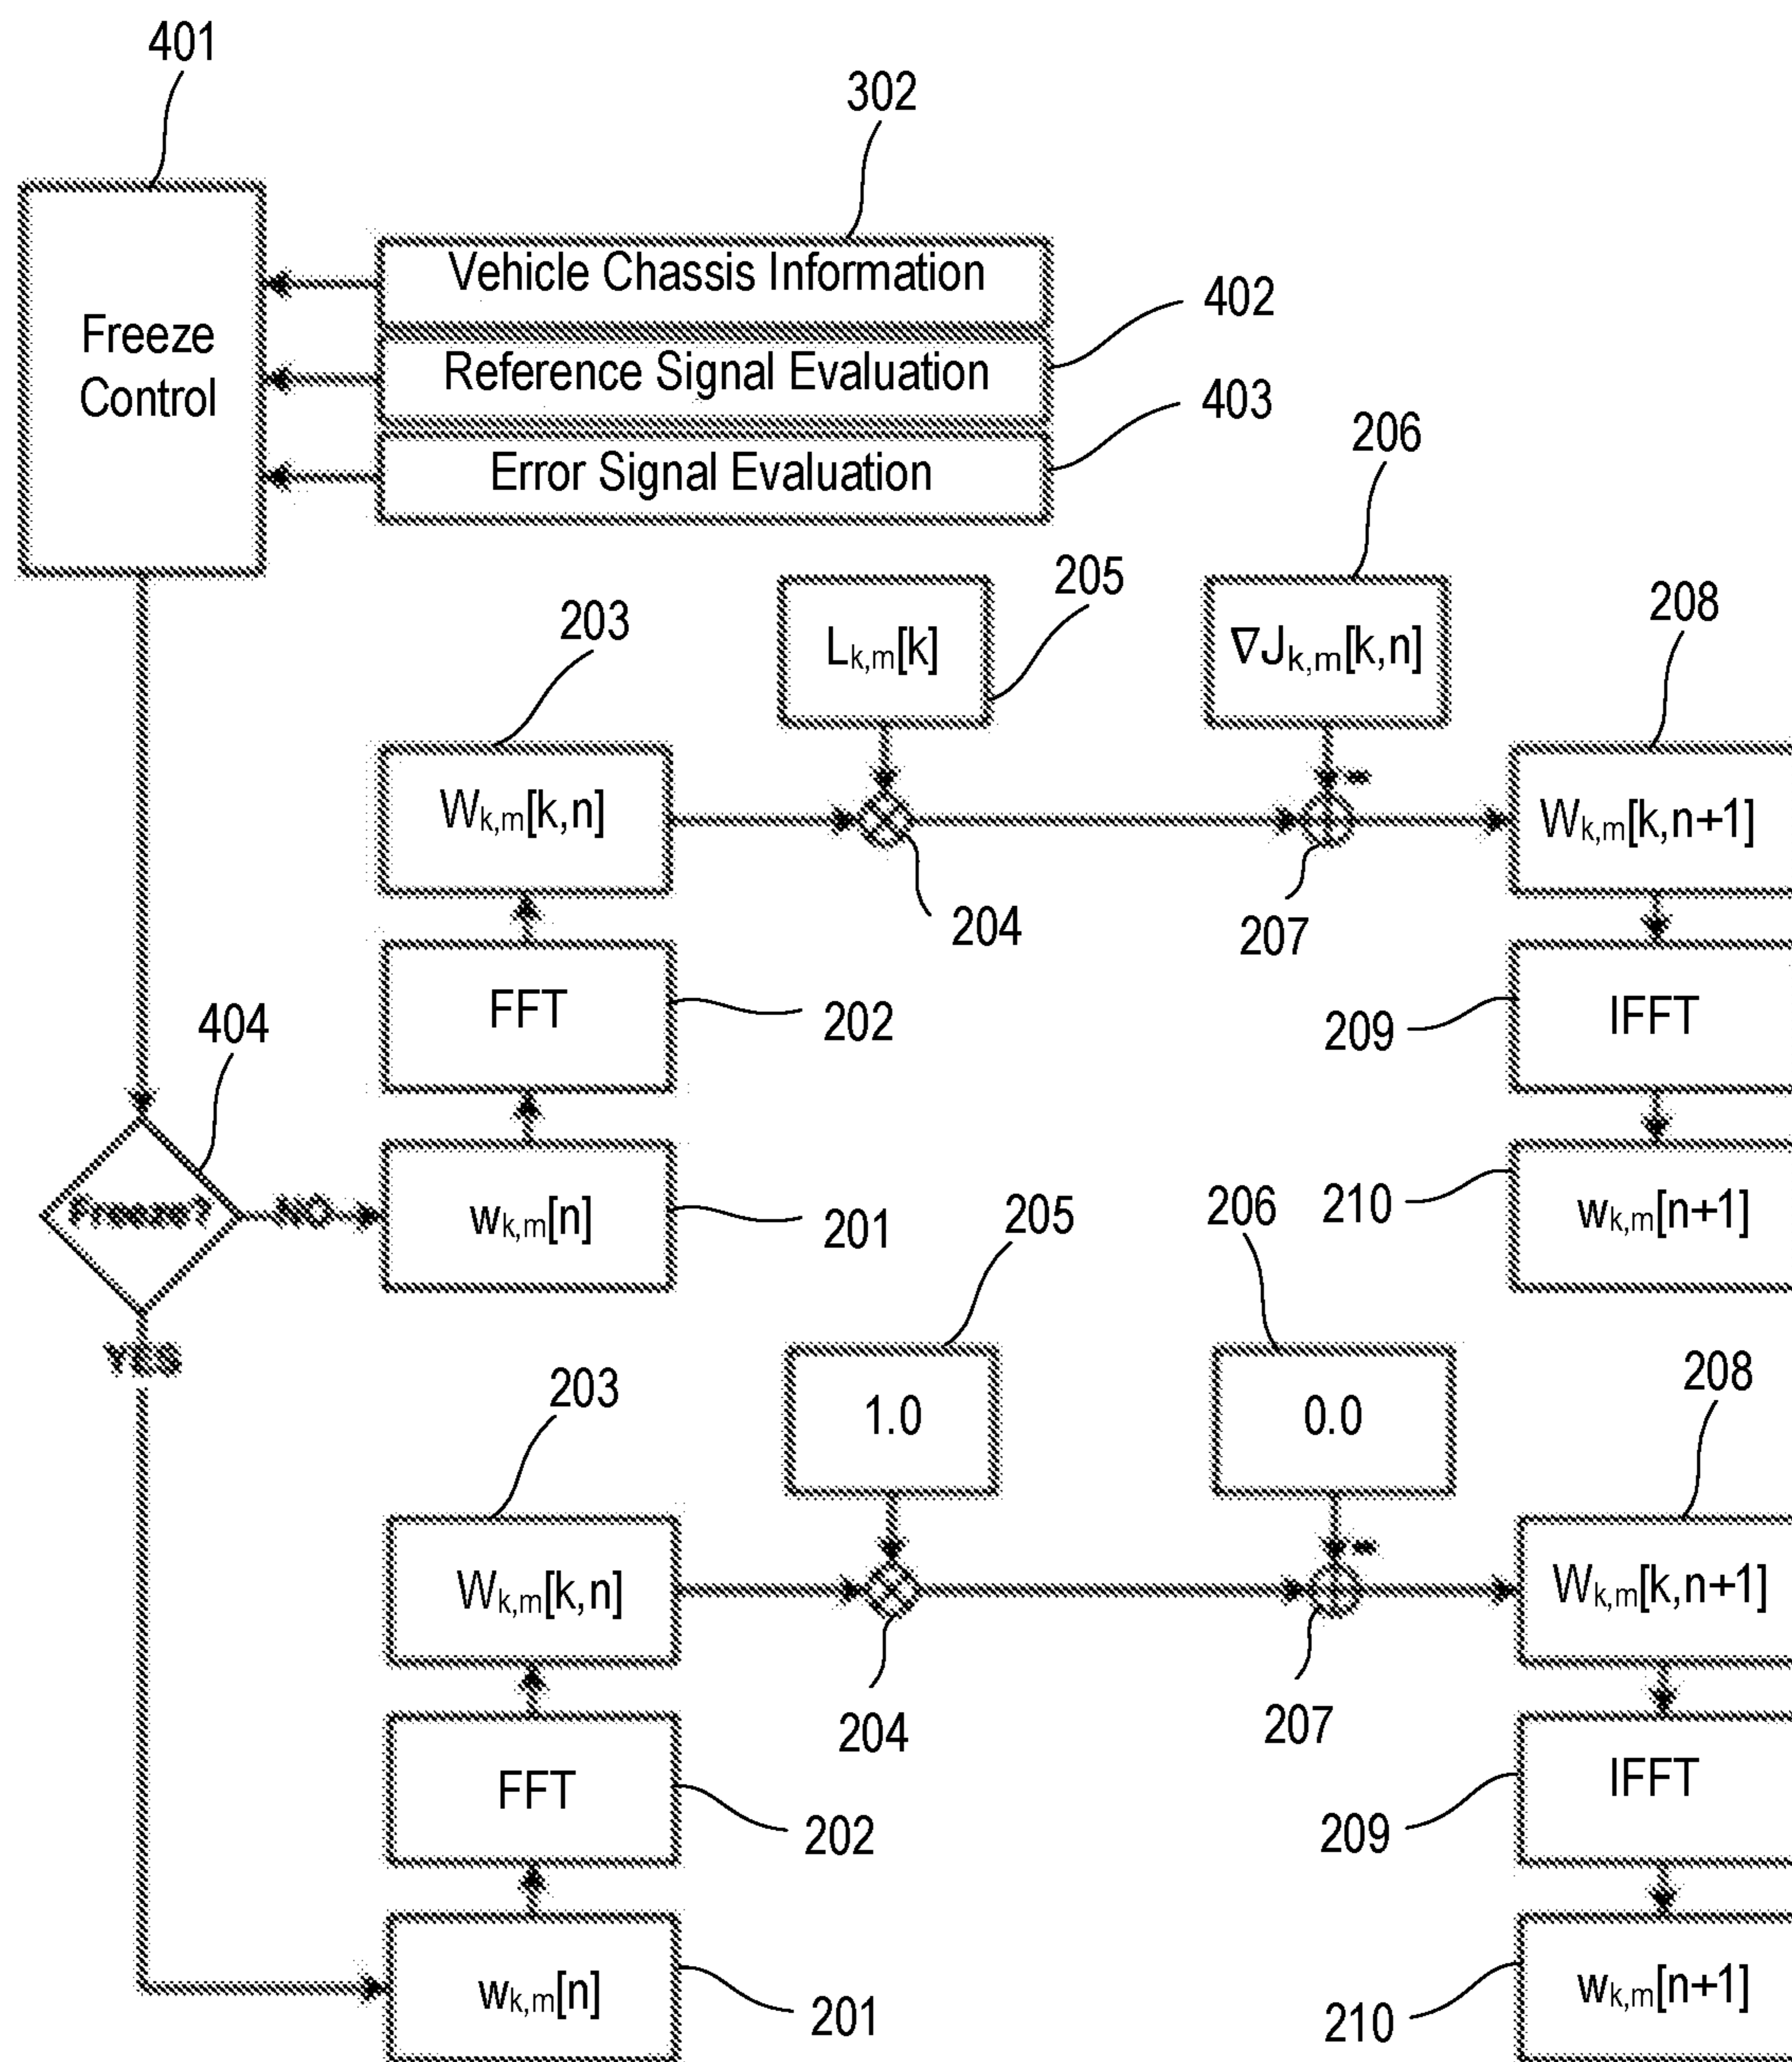 401
302
Vehicle Chassis Information
402
Freeze
Control
Reference Signal Evaluation
403
Error Signal Evaluation
206
205
208
203
Lk,m[k]
∇Jk,m[k,n]
Wk,m[k,n]
Wk,m[k,n+1]
204
207
404
FFT
202
209
IFFT
Freeze?
NO
wk,m[n]
201
205
206
210
wk,m[n+1]
YES
203
1.0
0.0
208
Wk,m[k,n]
Wk,m[k,n+1]
204
207
FFT
202
209
IFFT
wk,m[n]
201
210
wk,m[n+1]